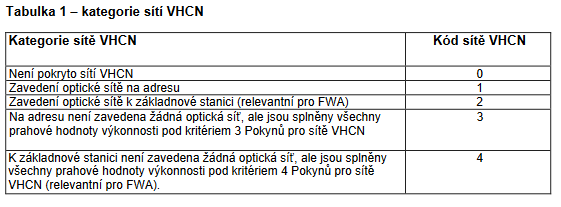 Tabulka 1 – kategorie sítí VHCN
Kategorie sítě VHCN Kód sítě VHCN
Není pokryto sítí VHCN 0
Zavedení optické sítě na adresu 1
Zavedení optické sítě k základnové stanici (relevantní pro FWA) 2
Na adresu není zavedena žádná optická síť, ale jsou splněny všechny 3
prahové hodnoty výkonnosti pod kritériem 3 Pokynů pro sítě VHCN
K základnové stanici není zavedena žádná optická síť, ale jsou splněny 4
všechny prahové hodnoty výkonnosti pod kritériem 4 Pokynů pro sítě
VHCN (relevantní pro FWA).